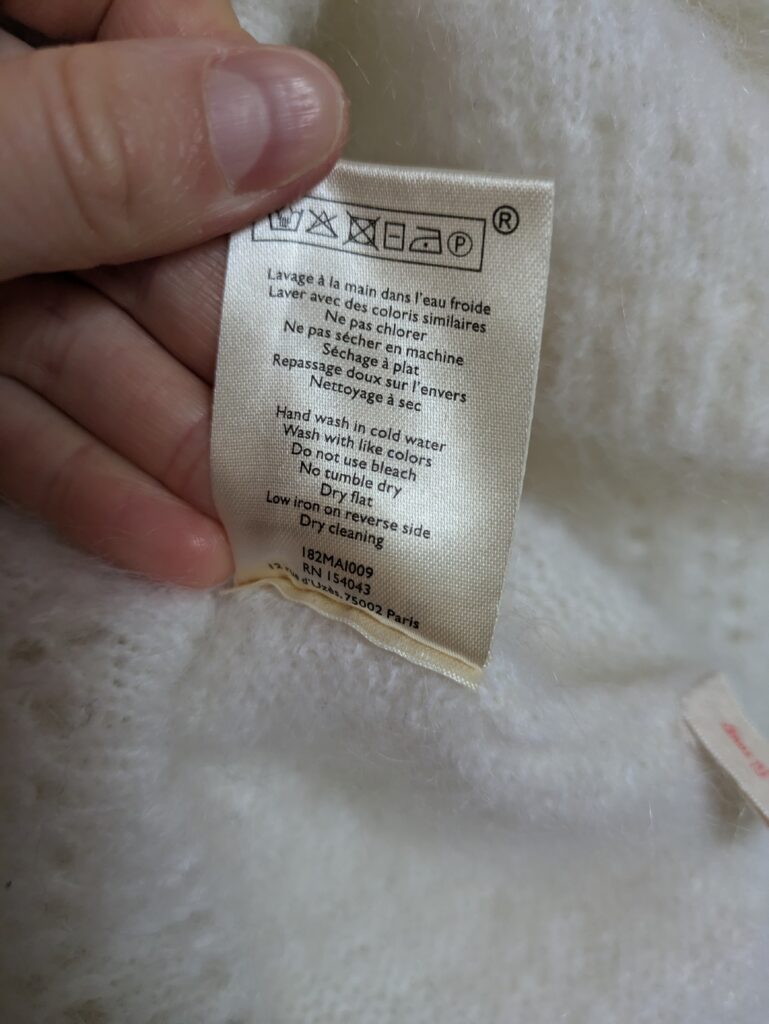 ®
P
Lavage à la main dans l'eau froide
Laver avec des coloris similaires
Ne pas chlorer
Ne pas sécher en machine
Séchage à plat
Repassage doux sur l'envers
Nettoyage à sec
Hand wash in cold water
Wash with like colors
Do not use bleach
No tumble dry
Dry flat
Low iron on reverse side
Dry cleaning
182MAI009
RN 154043
12 rue d'Uzès, 75002 Paris